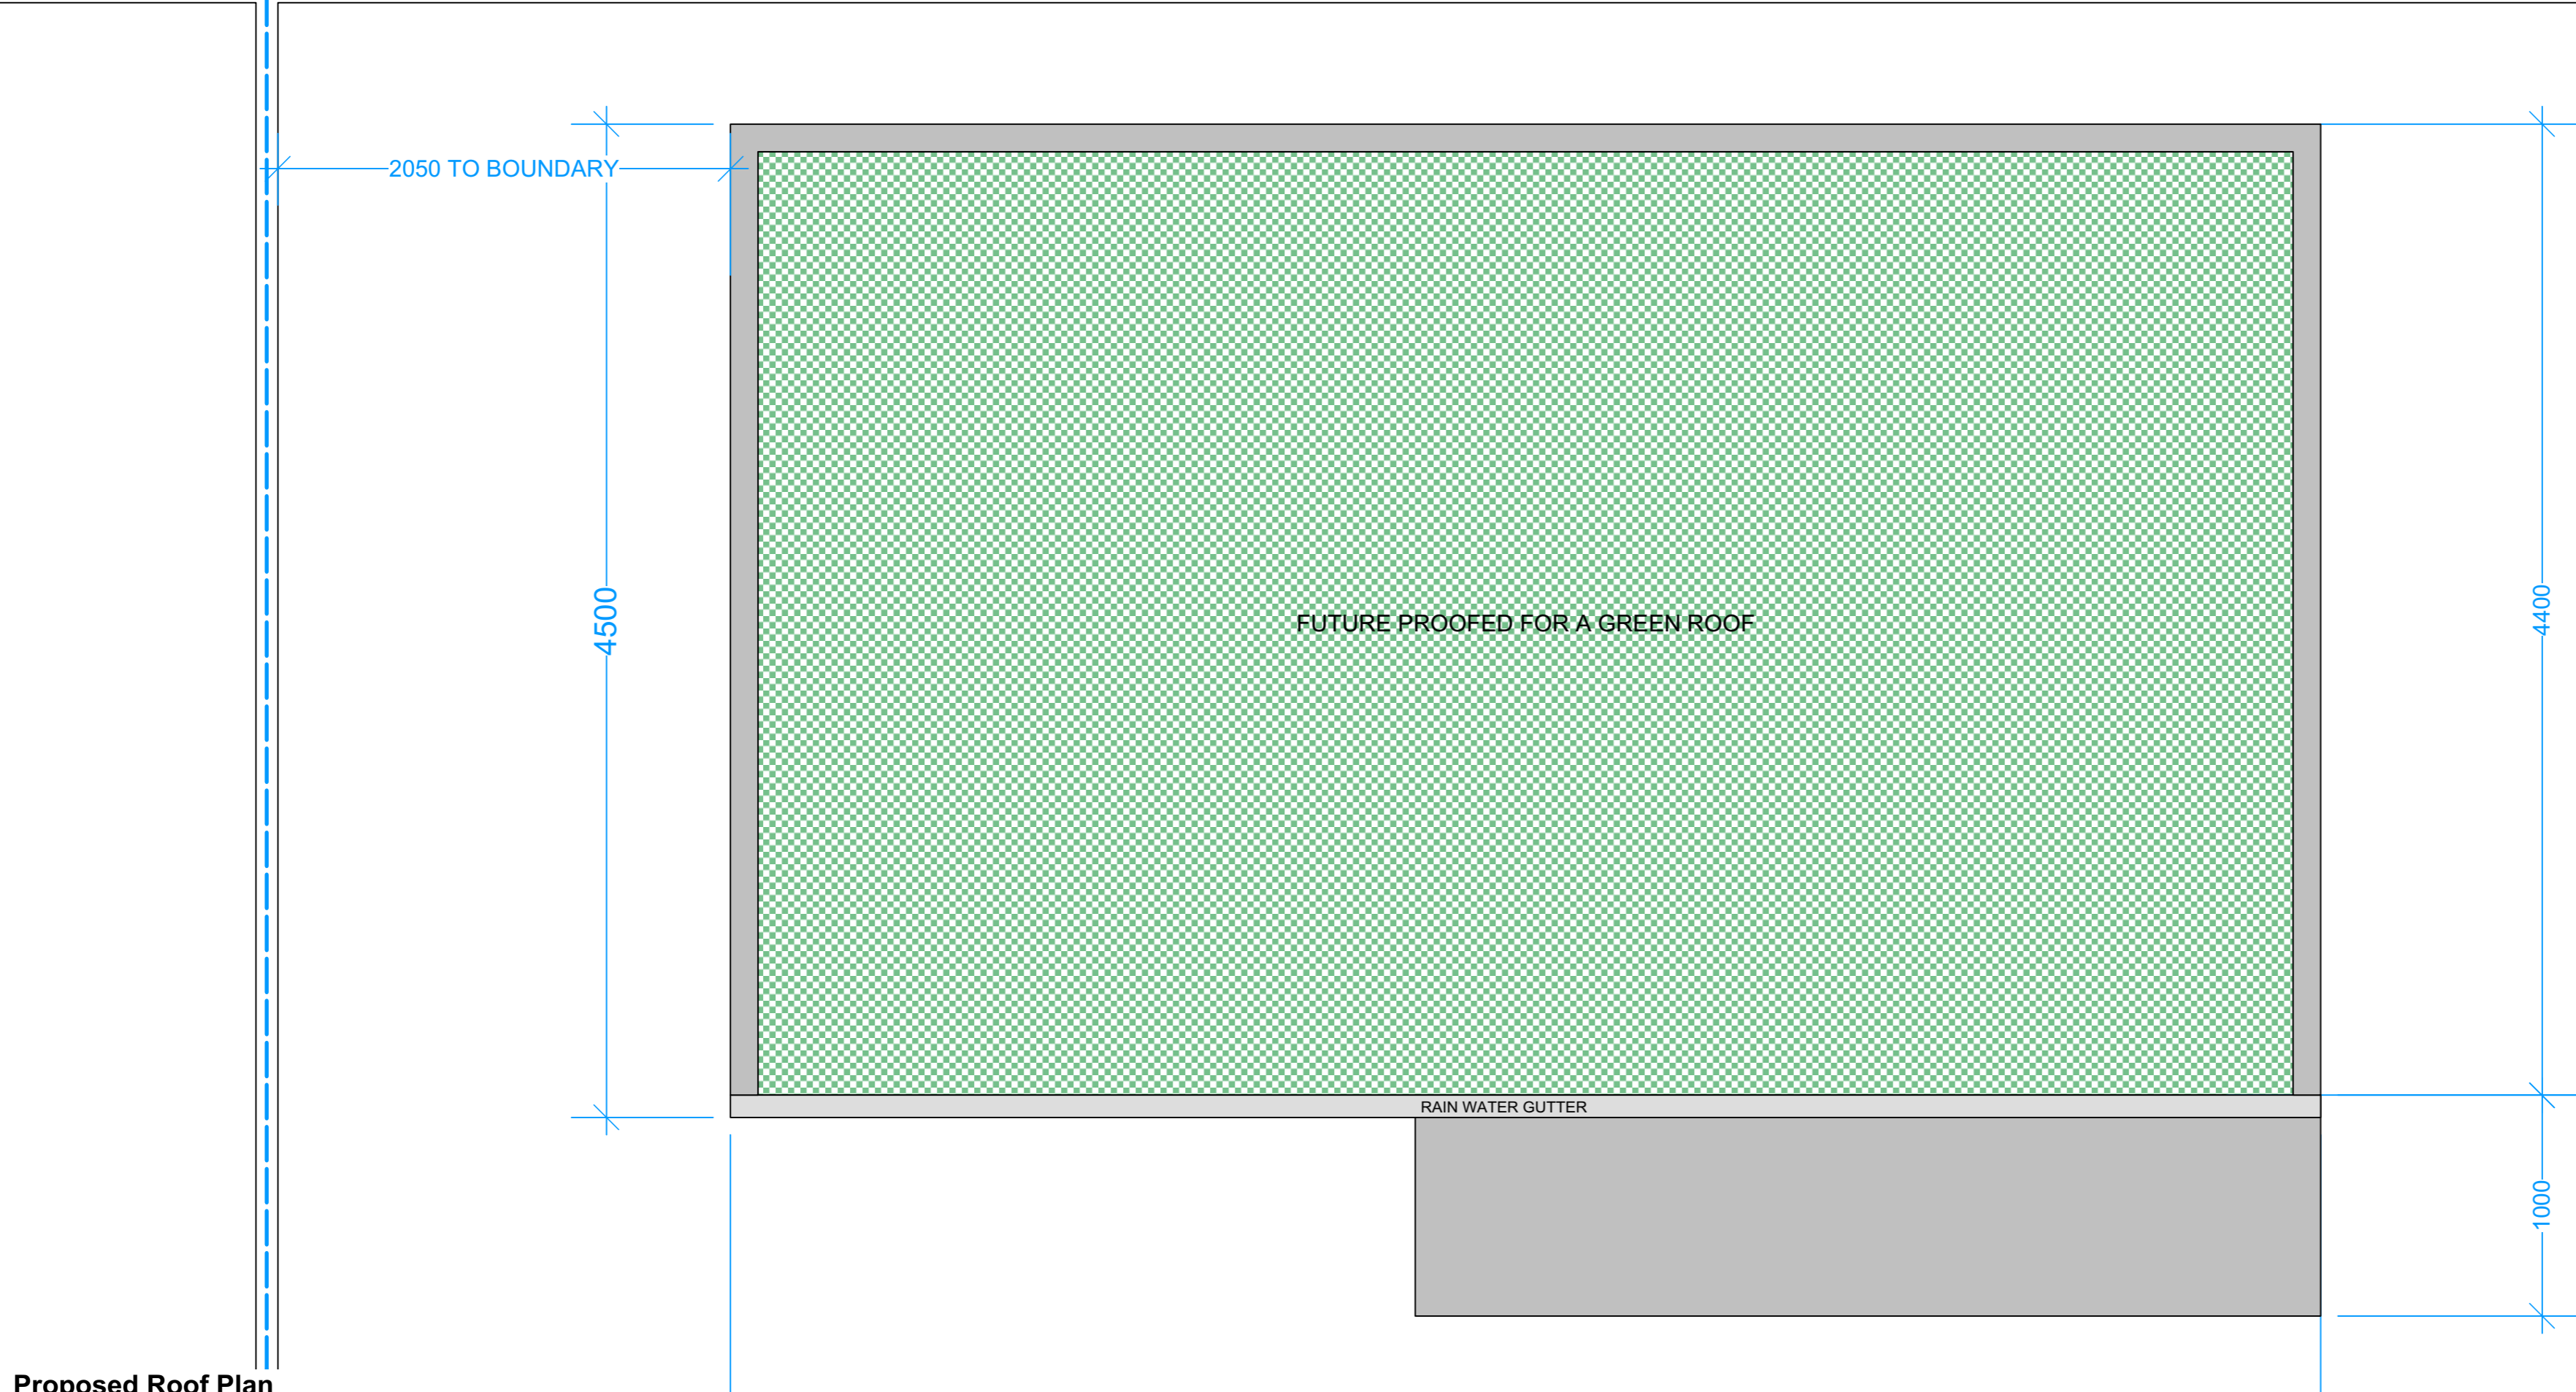 2050 TO BOUNDARY
4500
FUTURE PROOFED FOR A GREEN ROOF
4400
RAIN WATER GUTTER
1000
Proposed Roof Plan